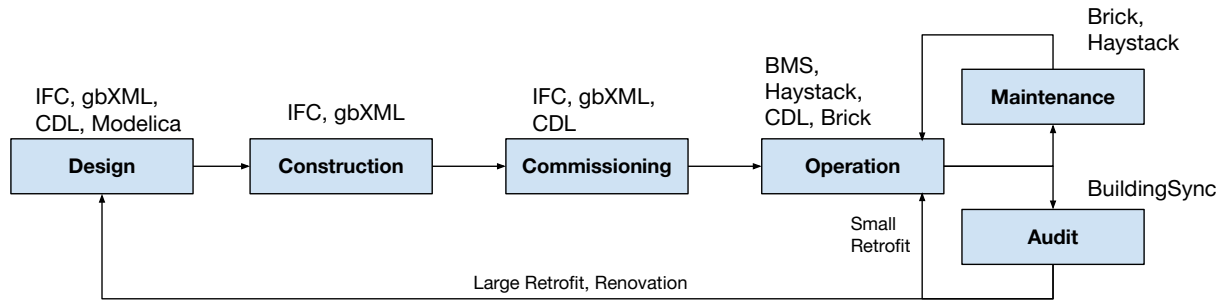 IFC, gbXML,
CDL, Modelica
Design
IFC, gbXML
Construction
IFC, gbXML,
CDL
Commissioning
BMS,
Haystack,
CDL, Brick
Operation
Brick,
Haystack
Maintenance
BuildingSync
Audit
Small
Retrofit
Large Retrofit, Renovation